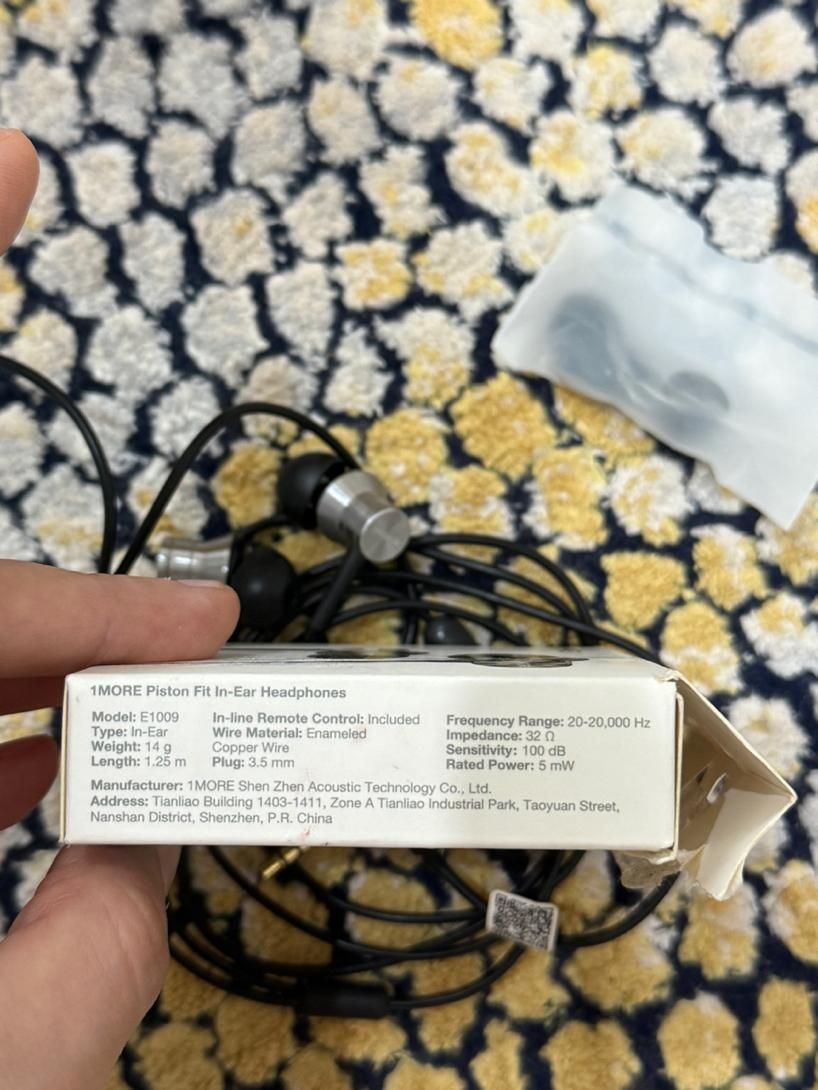 1MORE Piston Fit In-Ear Headphones
Model: E1009
Type: In-Ear
Weight: 14 g
Length: 1.25 m
In-line Remote Control: Included
Wire Material: Enameled
Copper Wire
Plug: 3.5 mm
Frequency Range: 20-20,000 Hz
Impedance: 32 Ω
Sensitivity: 100 dB
Rated Power: 5 mW
Manufacturer: 1MORE Shen Zhen Acoustic Technology Co., Ltd.
Address: Tianliao Building 1403-1411, Zone A Tianliao Industrial Park, Taoyuan Street,
Nanshan District, Shenzhen, P.R. China